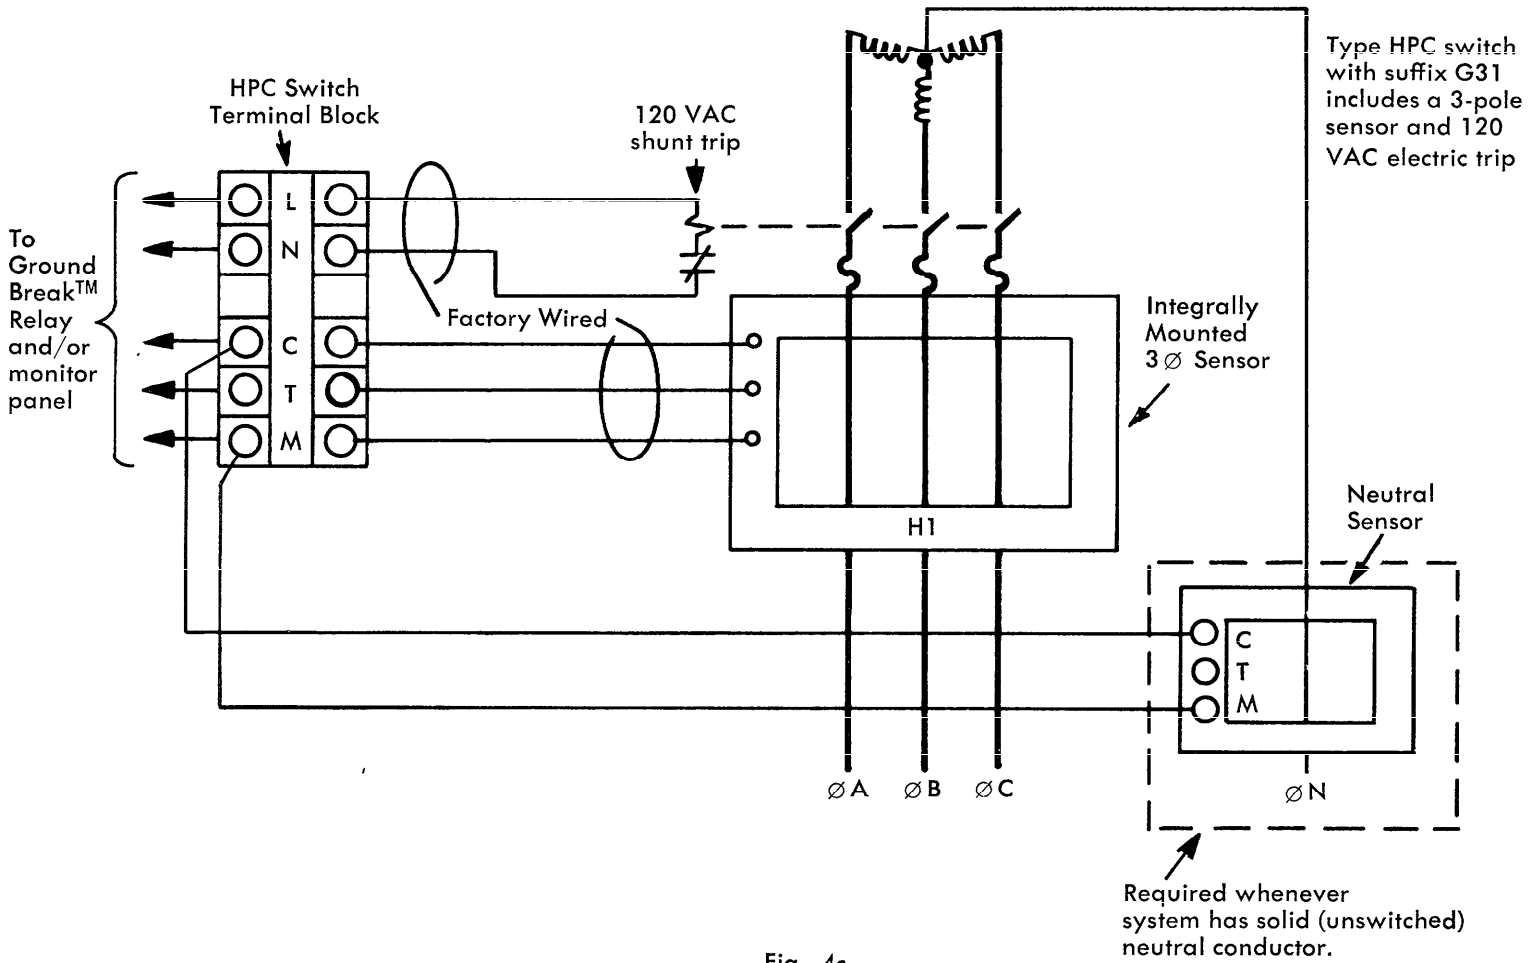 HPC Switch
Terminal Block
120 VAC
shunt trip
Type HPC switch
with suffix G31
includes a 3-pole
sensor and 120
VAC electric trip
To
Ground
Break™
Relay
and/or
monitor
panel
L
N
C
T
M
Factory Wired
Integrally
Mounted
3 ∅ Sensor
H1
Neutral
Sensor
C
T
M
∅ A
∅ B
∅ C
∅ N
Required whenever
system has solid (unswitched)
neutral conductor.
Fig. 4c